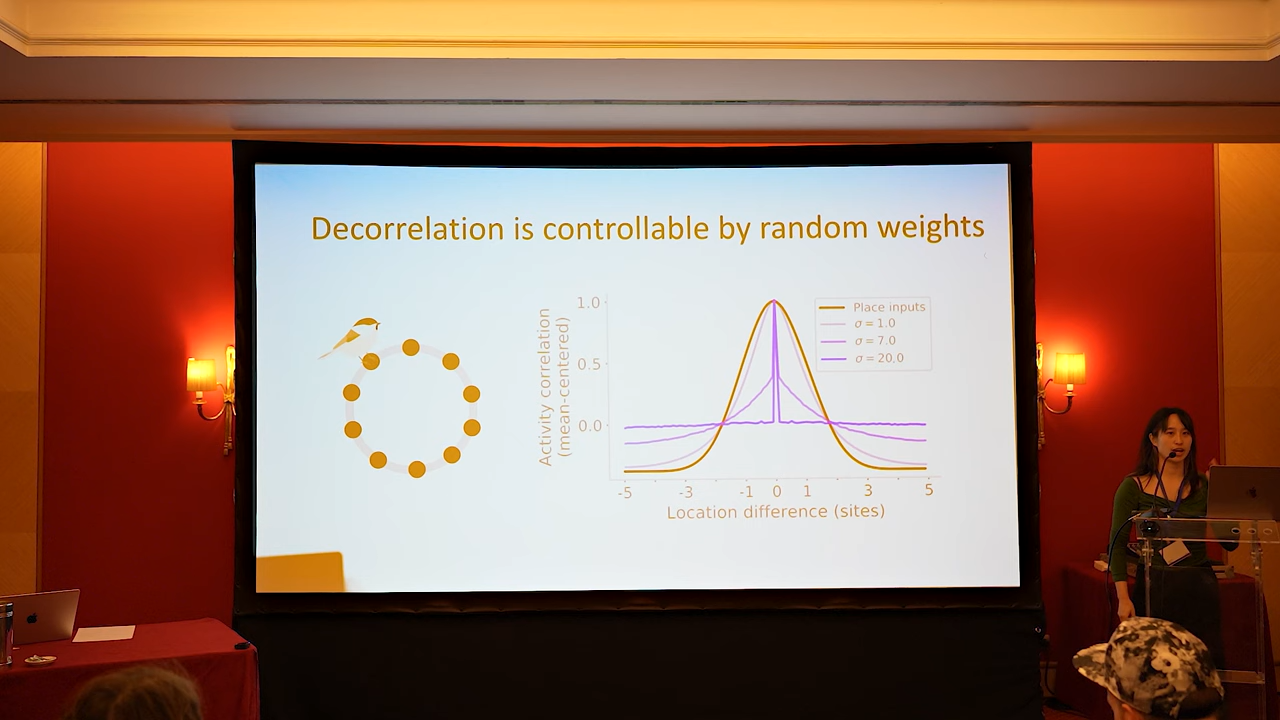 Decorrelation is controllable by random weights
Activity correlation
(mean-centered)
1.0
0.5
0.0
Place inputs
σ = 1.0
σ = 7.0
σ = 20.0
-5 -3 -1 0 1 3 5
Location difference (sites)